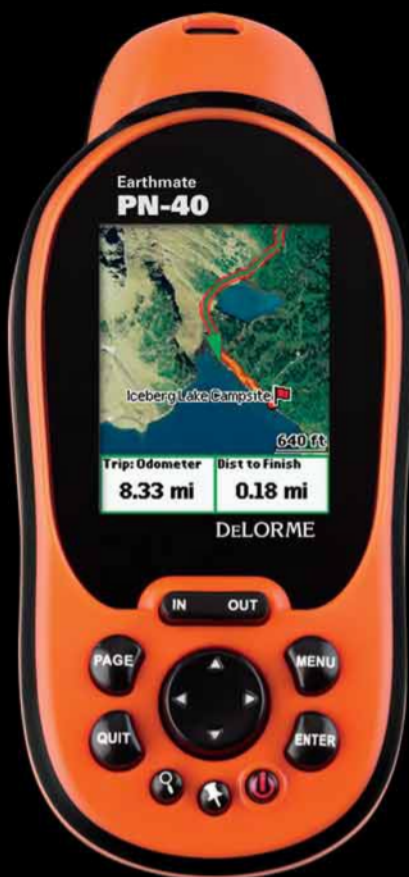 Earthmate
PN-40
Iceberg Lake Campsite
640 ft
Trip: Odometer Dist to Finish
8.33 mi 0.18 mi
DELORME
IN OUT
PAGE MENU
QUIT ENTER